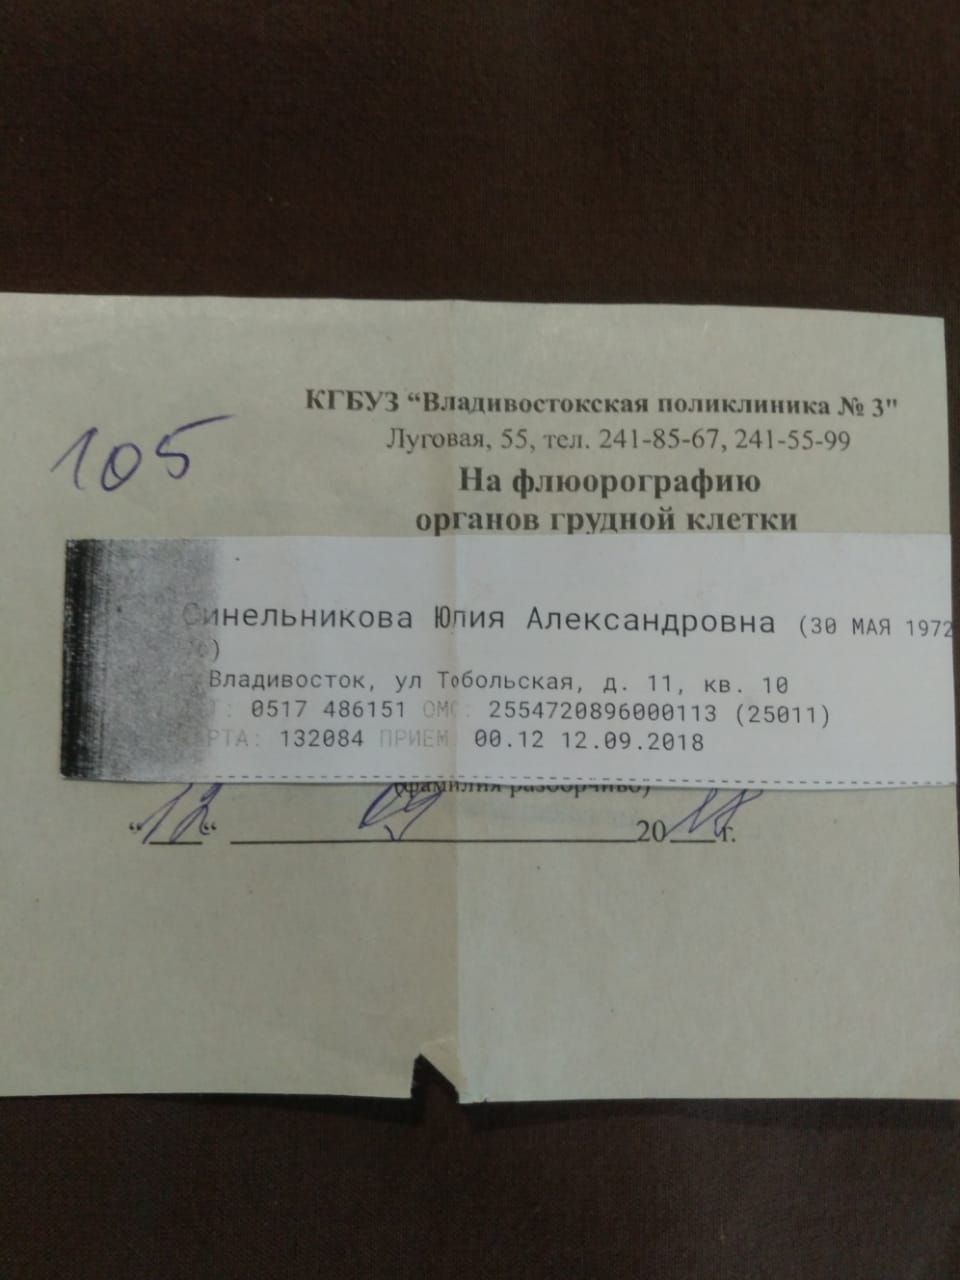 105
КГБУЗ “Владивостокская поликлиника № 3"
Луговая, 55, тел. 241-85-67, 241-55-99
На флюорографию
органов грудной клетки
Синельникова Юлия Александровна (30 МАЯ 1972
)
Владивосток, ул Тобольская, д. 11, кв. 10
0517 486151 ОМС: 2554720896000113 (25011)
КАРТА: 132084 ПРИЕМ: 00.12 12.09.2018
(фамилия разборчиво)
“12“ 09 2018г.